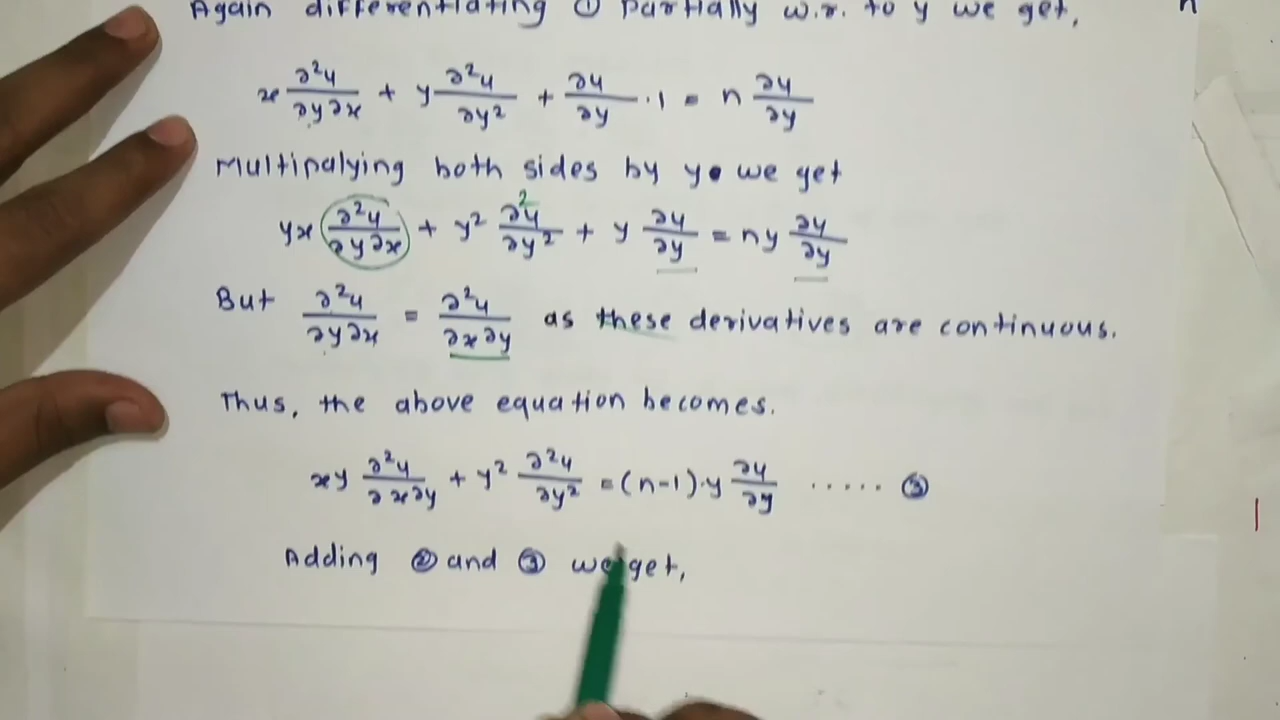 Again differentiating ① Partially w.r. to y we get,
x ∂²u/∂y∂x + y ∂²u/∂y² + ∂u/∂y · 1 = n ∂u/∂y
Multipalying both sides by y. we get
yx ∂²u/∂y∂x + y² ∂²u/∂y² + y ∂u/∂y = ny ∂u/∂y
But ∂²u/∂y∂x = ∂²u/∂x∂y as these derivatives are continuous.
Thus, the above equation becomes.
xy ∂²u/∂x∂y + y² ∂²u/∂y² = (n-1)·y ∂u/∂y ..... ③
Adding ② and ③ we get,